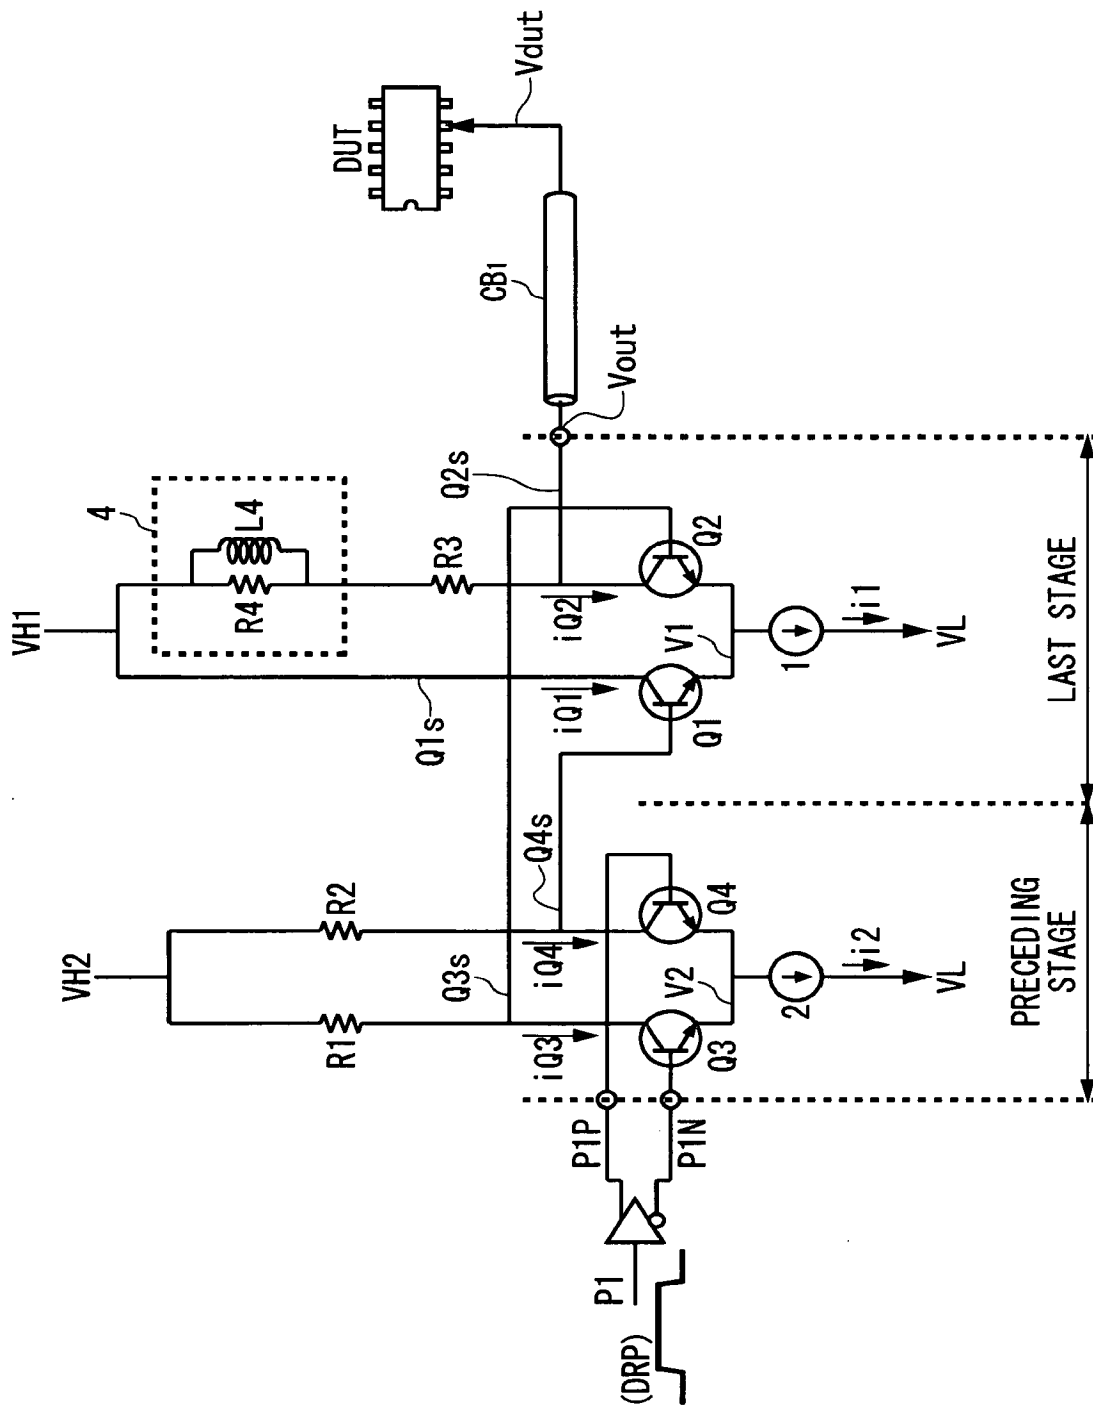 DUT
Vdut
CB1
Vout
4
VH1
R4
L4
R3
Q2s
Q1s
iQ1
iQ2
V1
Q1
Q2
1
i1
VL
LAST STAGE
VH2
R1
R2
Q3s
Q4s
iQ3
iQ4
V2
Q3
Q4
2
i2
VL
PRECEDING
STAGE
P1P
P1N
P1
(DRP)